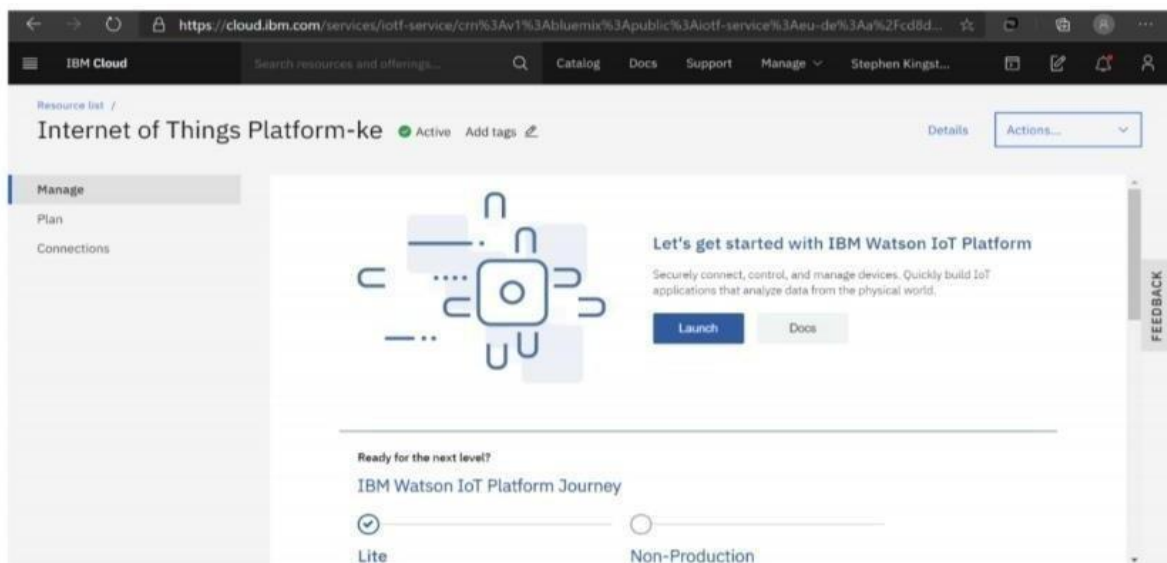 https://cloud.ibm.com/services/iotf-service/crn%3Av1%3Abluemix%3Apublic%3Aiotf-service%3Aeu-de%3Aa%2Fcd8d...
IBM Cloud Search resources and offerings... Catalog Docs Support Manage Stephen Kingst...
Resource list /
Internet of Things Platform-ke Active Add tags Details Actions...
Manage
Plan
Connections
Let's get started with IBM Watson IoT Platform
Securely connect, control, and manage devices. Quickly build IoT
applications that analyze data from the physical world.
Launch Docs
FEEDBACK
Ready for the next level?
IBM Watson IoT Platform Journey
Lite Non-Production